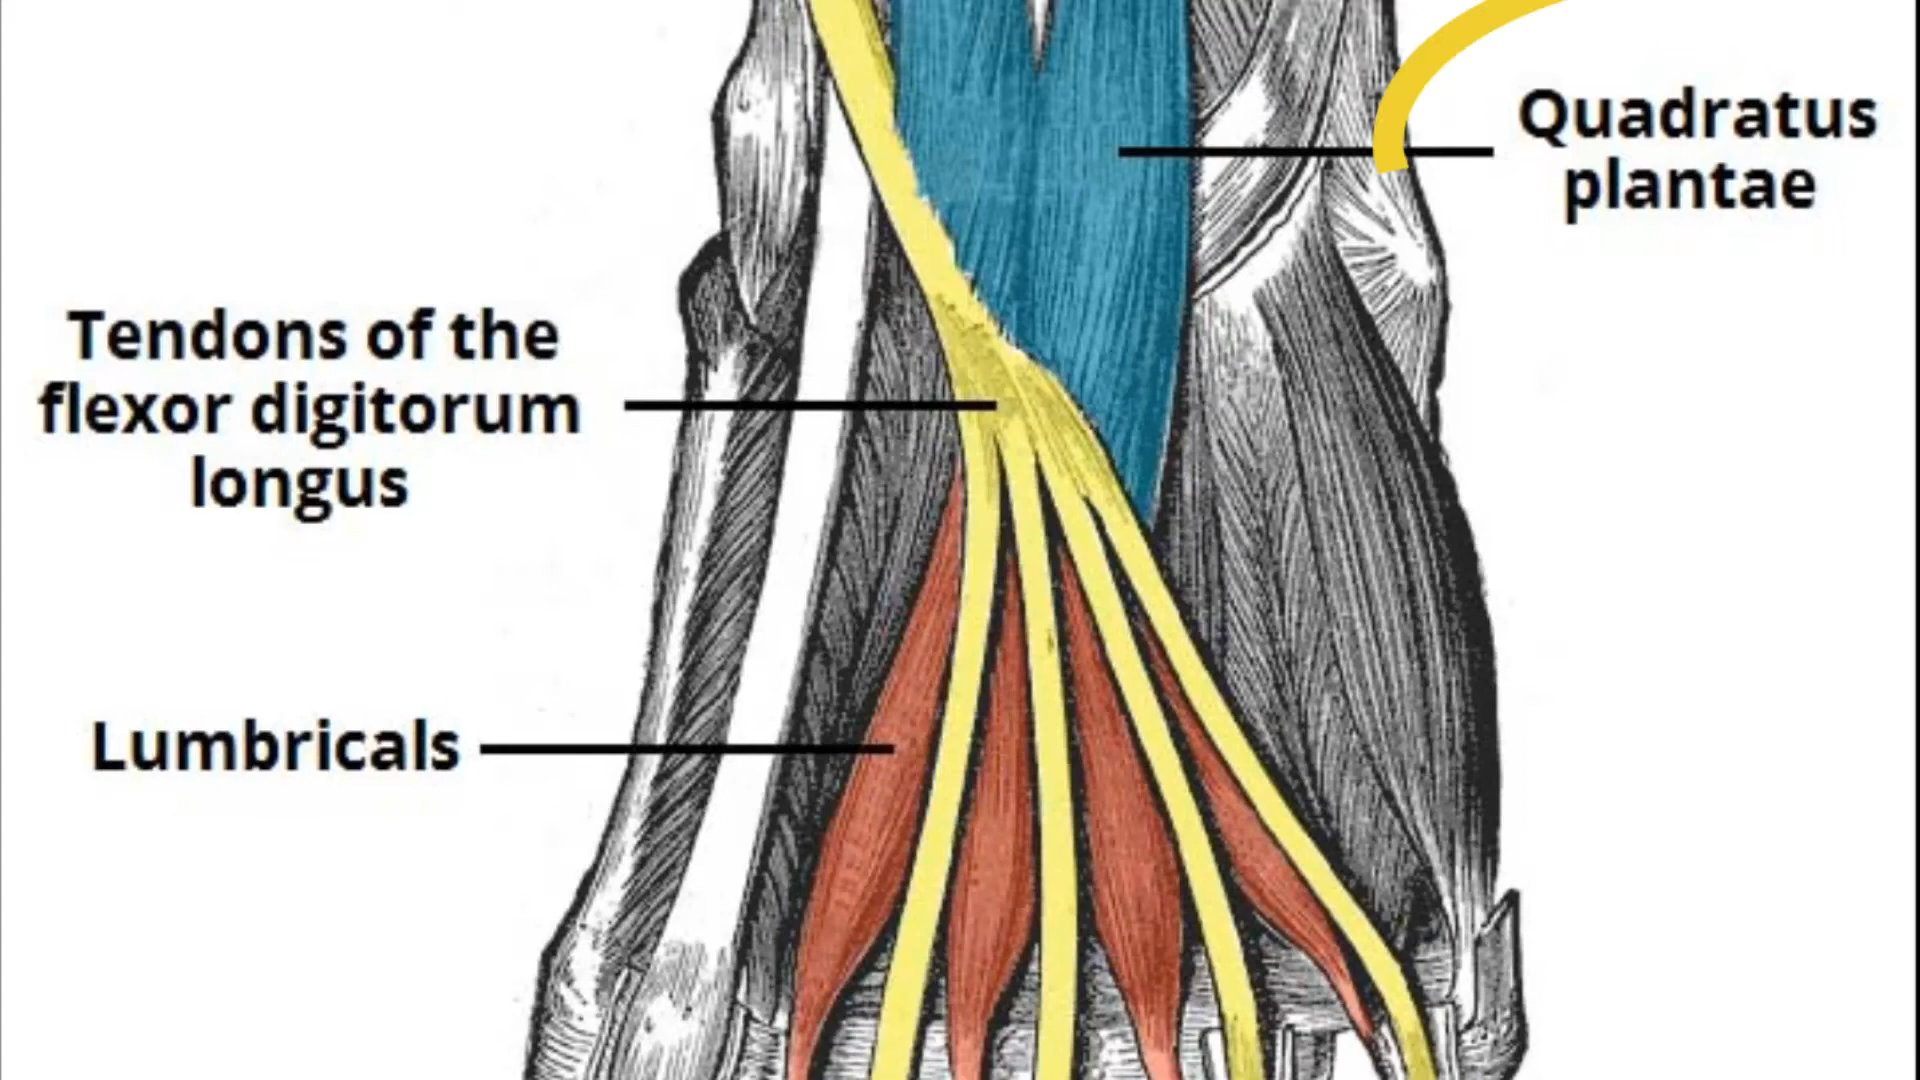 Quadratus
plantae
Tendons of the
flexor digitorum
longus
Lumbricals